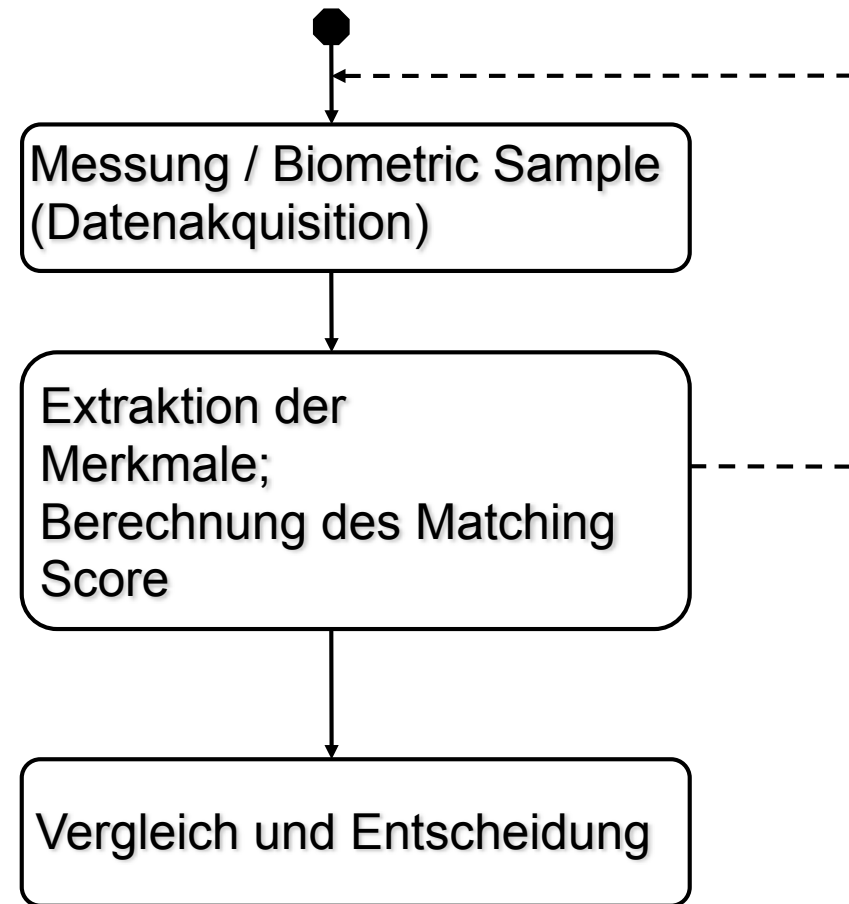 Messung / Biometric Sample
(Datenakquisition)
Extraktion der
Merkmale;
Berechnung des Matching
Score
Vergleich und Entscheidung